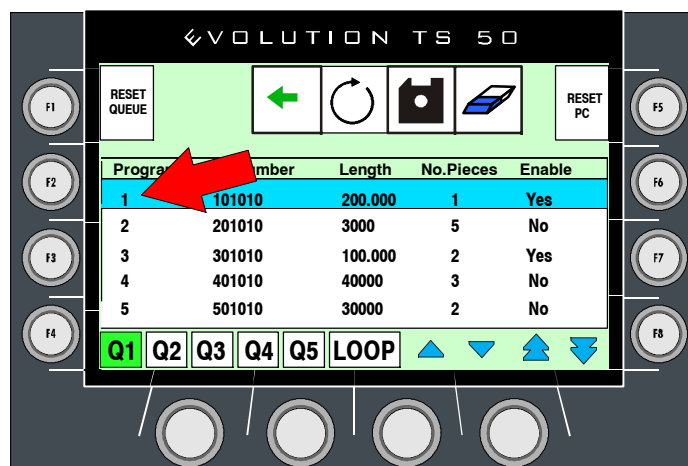 EVOLUTION TS 50
RESET
QUEUE
RESET
PC
F1
F5
F2
F6
F3
F7
F4
F8
Length No.Pieces Enable
1 101010 200.000 1 Yes
2 201010 3000 5 No
3 301010 100.000 2 Yes
4 401010 40000 3 No
5 501010 30000 2 No
Q1 Q2 Q3 Q4 Q5 LOOP